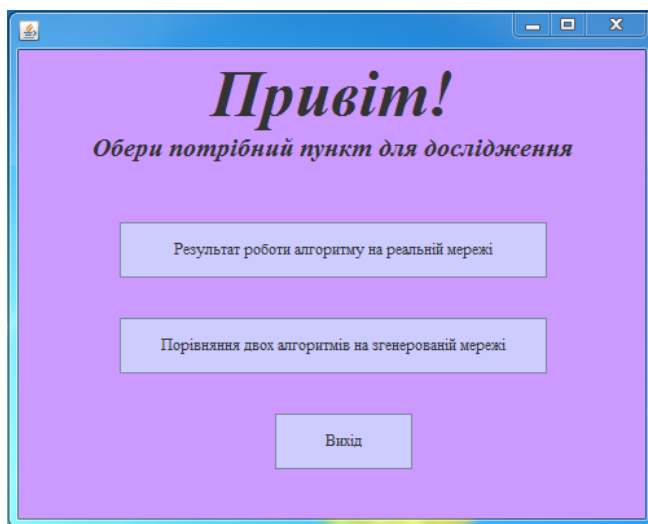 Привіт!
Обери потрібний пункт для дослідження
Результат роботи алгоритму на реальній мережі
Порівняння двох алгоритмів на згенерованій мережі
Вихід